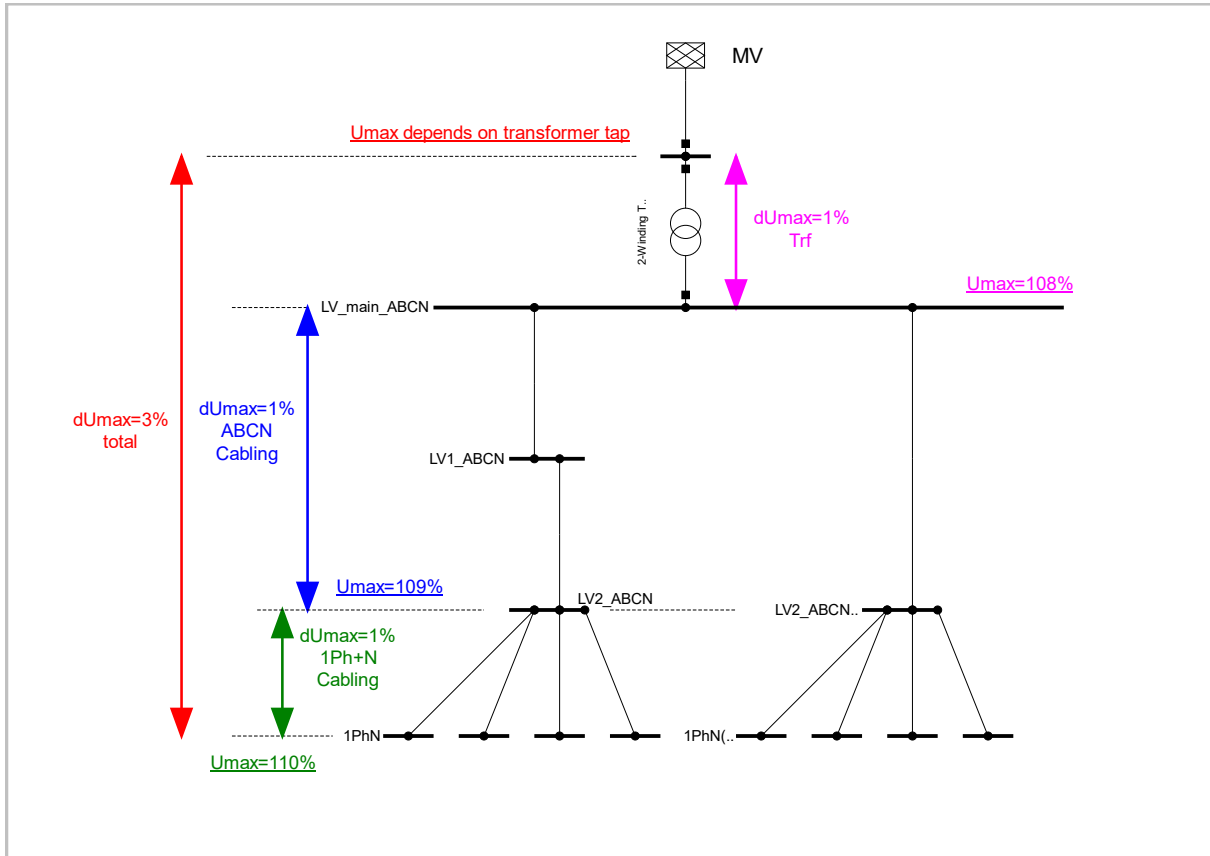 MV
Umax depends on transformer tap
2-Winding T..
dUmax=1%
Trf
Umax=108%
LV_main_ABCN
dUmax=3%
total
dUmax=1%
ABCN
Cabling
LV1_ABCN
Umax=109%
LV2_ABCN
LV2_ABCN..
dUmax=1%
1Ph+N
Cabling
1PhN
1PhN(..
Umax=110%